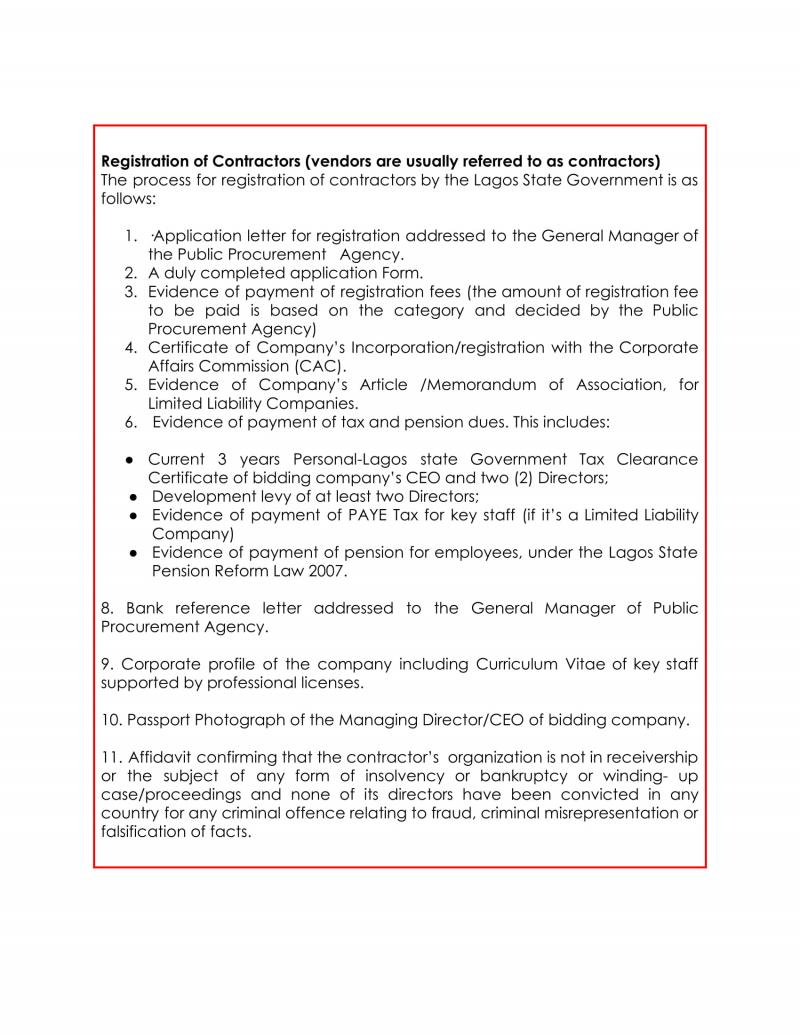 Registration of Contractors (vendors are usually referred to as contractors)
The process for registration of contractors by the Lagos State Government is as
follows:
1. ·Application letter for registration addressed to the General Manager of
the Public Procurement Agency.
2. A duly completed application Form.
3. Evidence of payment of registration fees (the amount of registration fee
to be paid is based on the category and decided by the Public
Procurement Agency)
4. Certificate of Company’s Incorporation/registration with the Corporate
Affairs Commission (CAC).
5. Evidence of Company’s Article /Memorandum of Association, for
Limited Liability Companies.
6. Evidence of payment of tax and pension dues. This includes:
● Current 3 years Personal-Lagos state Government Tax Clearance
Certificate of bidding company’s CEO and two (2) Directors;
● Development levy of at least two Directors;
● Evidence of payment of PAYE Tax for key staff (if it’s a Limited Liability
Company)
● Evidence of payment of pension for employees, under the Lagos State
Pension Reform Law 2007.
8. Bank reference letter addressed to the General Manager of Public
Procurement Agency.
9. Corporate profile of the company including Curriculum Vitae of key staff
supported by professional licenses.
10. Passport Photograph of the Managing Director/CEO of bidding company.
11. Affidavit confirming that the contractor’s organization is not in receivership
or the subject of any form of insolvency or bankruptcy or winding- up
case/proceedings and none of its directors have been convicted in any
country for any criminal offence relating to fraud, criminal misrepresentation or
falsification of facts.